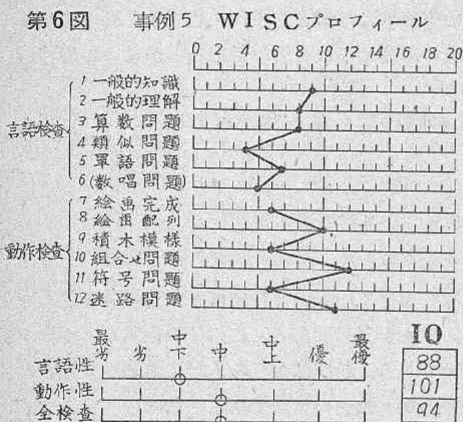 第6図 事例5 WISCプロフィール
0 2 4 6 8 10 12 14 16 18 20
言語検査
1 一般的知識
2 一般的理解
3 算数問題
4 類似問題
5 單語問題
6 (数唱問題)
動作検査
7 絵画完成
8 絵画配列
9 積木模様
10 組合せ問題
11 符号問題
12 迷路問題
最劣 劣 中下 中 中上 優 最優 IQ
言語性 88
動作性 101
全検査 94